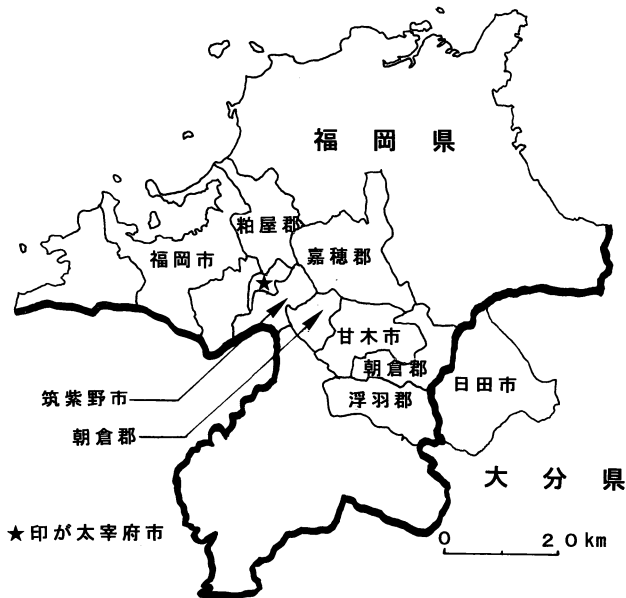 福岡県
粕屋郡
福岡市
嘉穂郡
★
甘木市
朝倉郡
日田市
筑紫野市
浮羽郡
朝倉郡
大分県
★印が太宰府市
0 20km